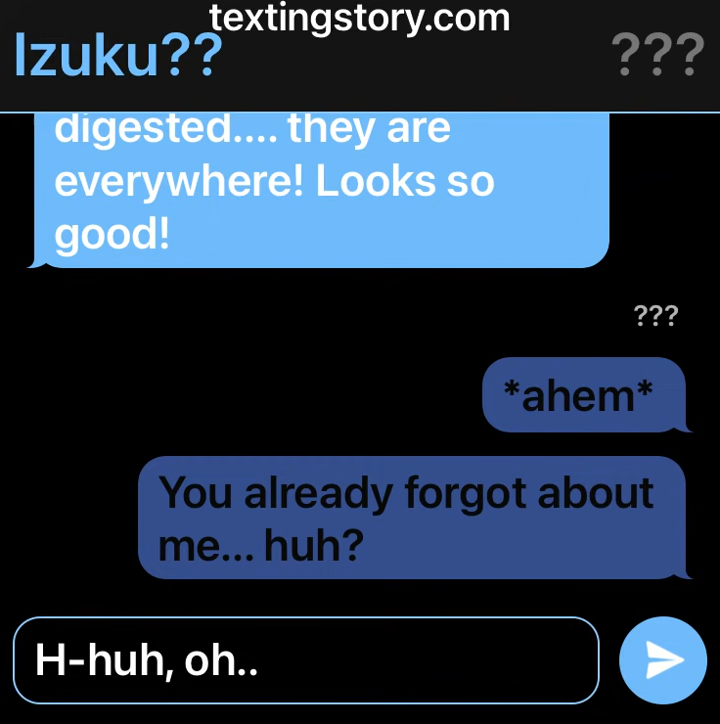 textingstory.com
Izuku??
???
digested.... they are
everywhere! Looks so
good!
???
*ahem*
You already forgot about
me... huh?
H-huh, oh..